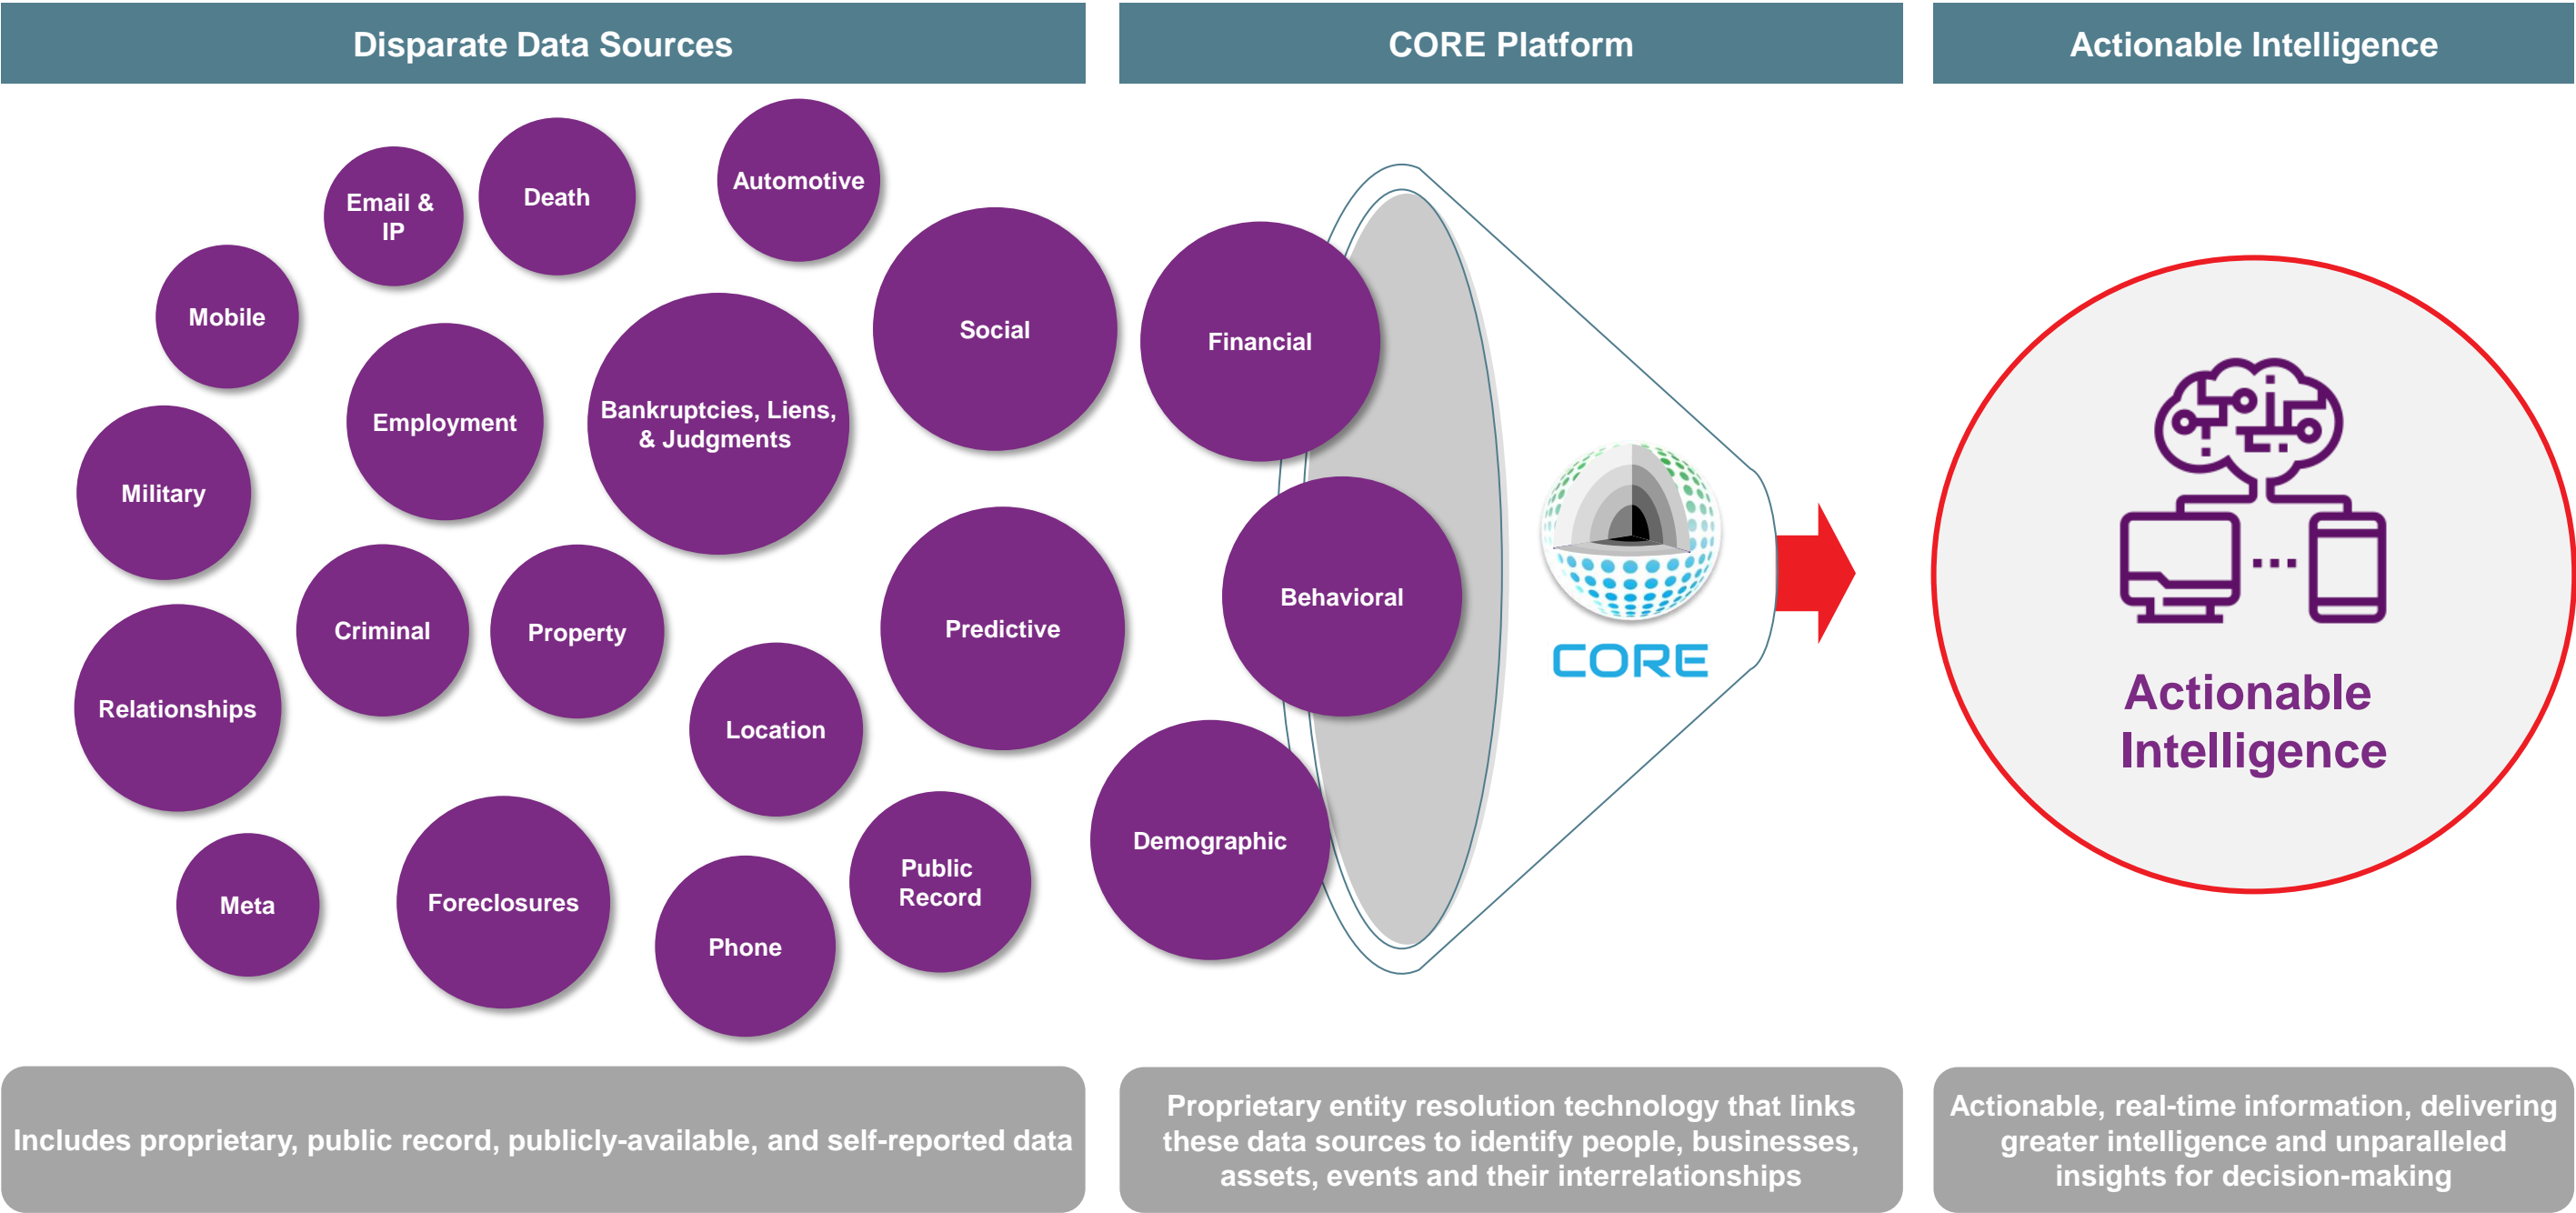 Disparate Data Sources
CORE Platform
Actionable Intelligence
Email &
IP
Death
Automotive
Mobile
Social
Financial
Employment
Bankruptcies, Liens,
& Judgments
Military
Criminal
Property
Predictive
Behavioral
Relationships
Location
Demographic
Meta
Foreclosures
Phone
Public
Record
CORE
Actionable
Intelligence
Includes proprietary, public record, publicly-available, and self-reported data
Proprietary entity resolution technology that links
these data sources to identify people, businesses,
assets, events and their interrelationships
Actionable, real-time information, delivering
greater intelligence and unparalleled
insights for decision-making